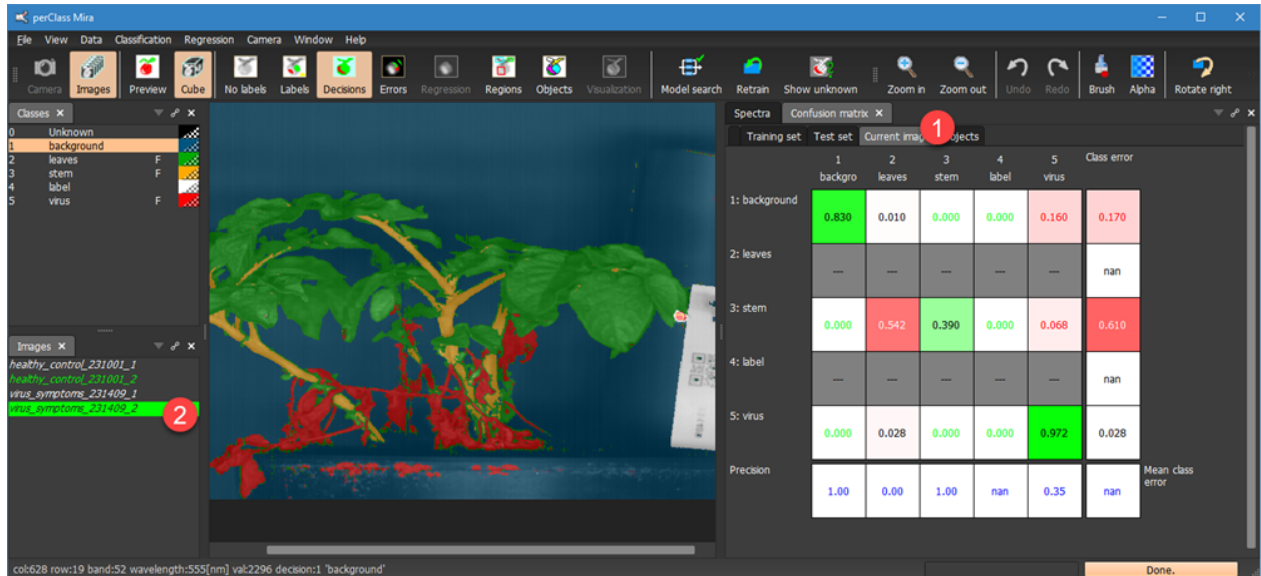 perClass Mira
File View Data Classification Regression Camera Window Help
Camera Images Preview Cube No labels Labels Decisions Errors Regression Regions Objects Visualization Model search Retrain Show unknown Zoom in Zoom out Undo Redo Brush Alpha Rotate right
Classes
0 Unknown
1 background
2 leaves F
3 stem F
4 label
5 virus F
Images
healthy_control_231001_1
healthy_control_231001_2
virus_symptoms_231409_1
virus_symptoms_231409_2
2
Spectra Confusion matrix
1
Training set Test set Current
1 2 3 4 5 Class error
backgro leaves stem label virus
1: background 0.830 0.010 0.000 0.000 0.160 0.170
2: leaves --- --- --- --- --- nan
3: stem 0.000 0.542 0.390 0.000 0.068 0.610
4: label --- --- --- --- --- nan
5: virus 0.000 0.028 0.000 0.000 0.972 0.028
Precision 1.00 0.00 1.00 nan 0.35 nan Mean class
error
col:628 row:19 band:52 wavelength:555[nm] val:2296 decision:1 'background'
Done.